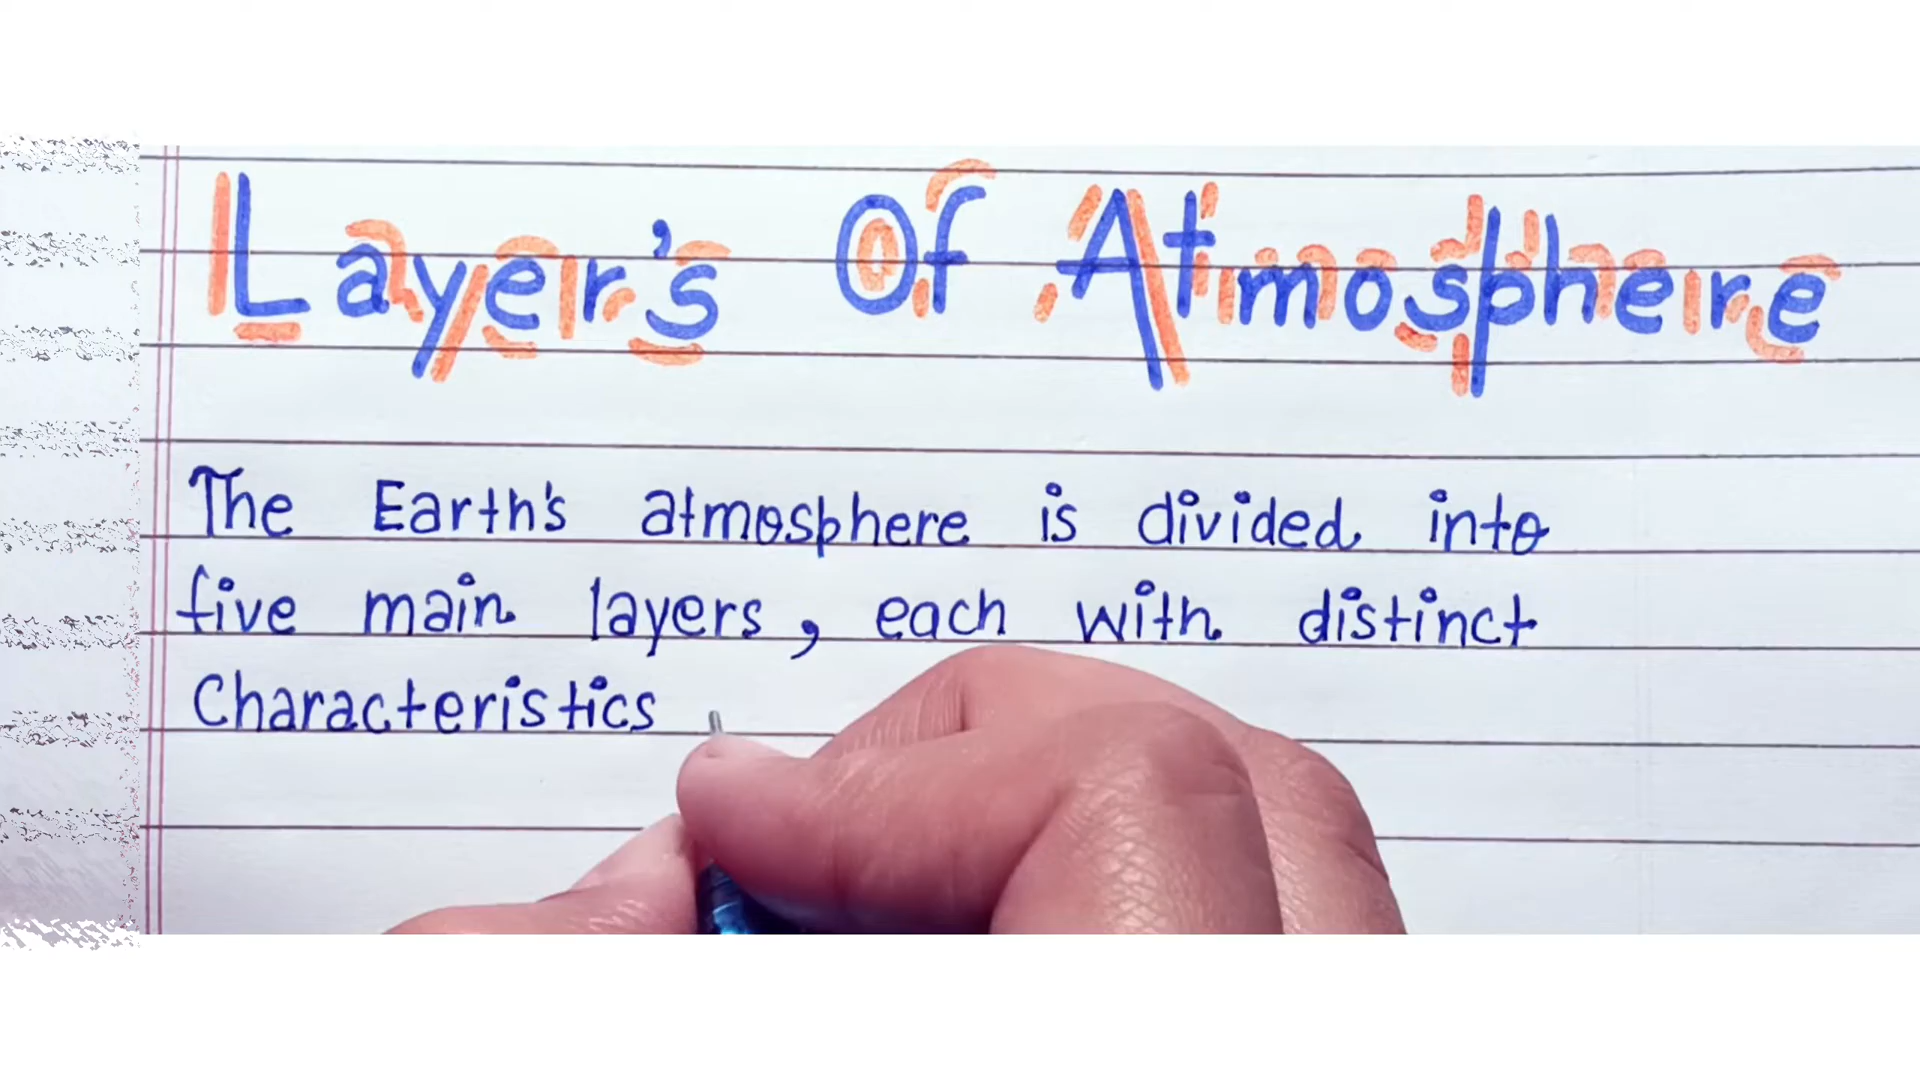 Layer's Of Atmosphere
The Earth's atmosphere is divided into
five main layers, each with distinct
Characteristics